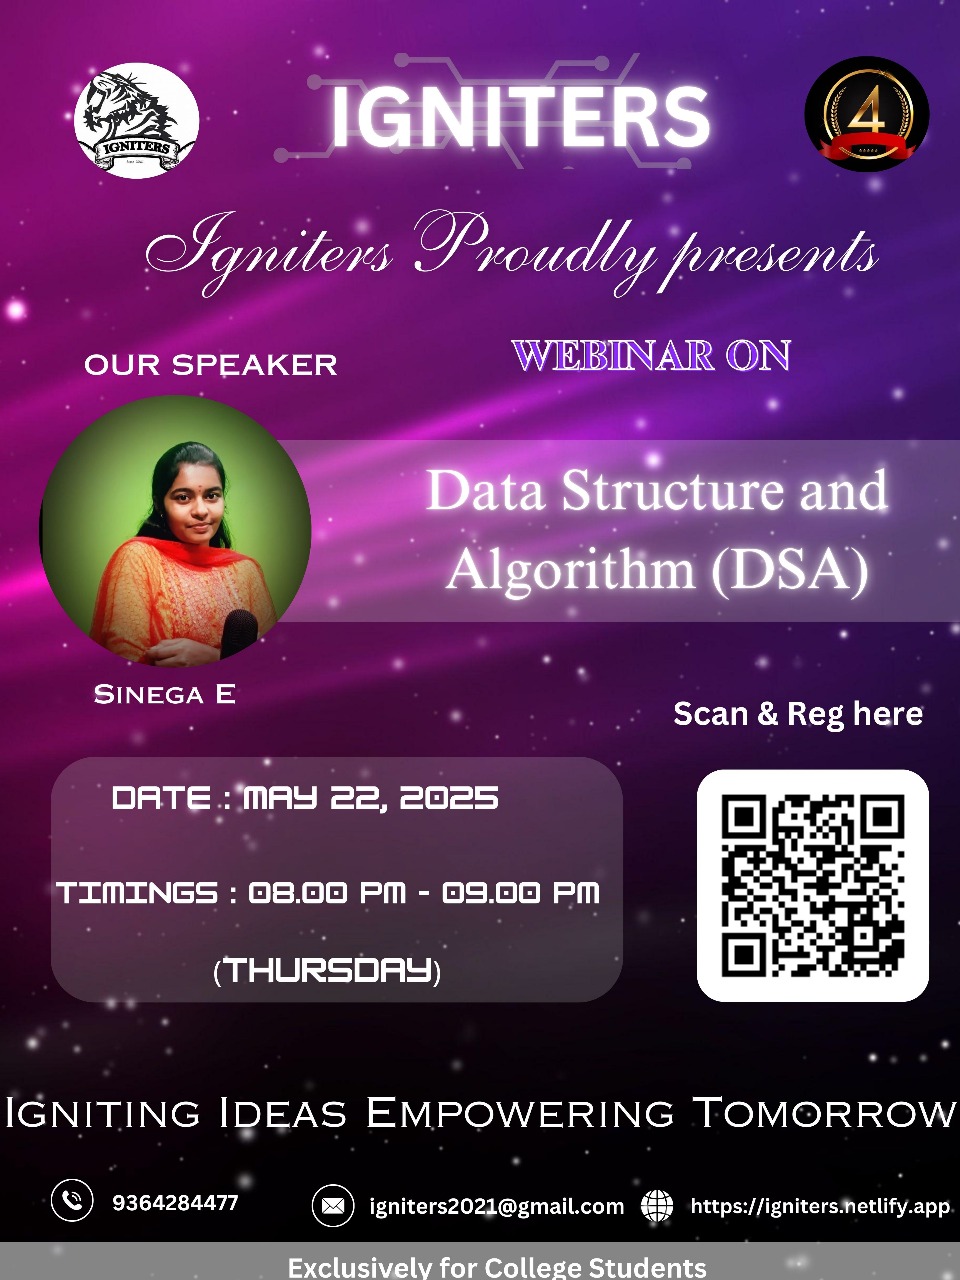 IGNITERS
IGNITERS
4
Igniters Proudly presents
OUR SPEAKER
WEBINAR ON
Data Structure and
Algorithm (DSA)
SINEGA E
Scan & Reg here
DATE : MAY 22, 2025
TIMINGS : 08.00 PM - 09.00 PM
(THURSDAY)
IGNITING IDEAS EMPOWERING TOMORROW
9364284477
igniters2021@gmail.com
https://igniters.netlify.app
Exclusively for College Students